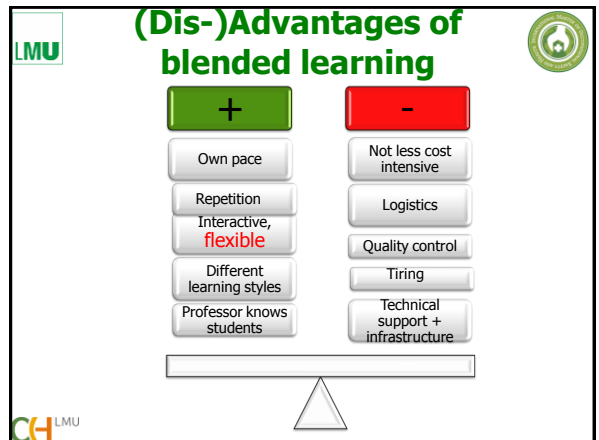 (Dis-)Advantages of
blended learning
LMU
+
-
Own pace
Repetition
Interactive,
flexible
Different
learning styles
Professor knows
students
Not less cost
intensive
Logistics
Quality control
Tiring
Technical
support +
infrastructure
CH LMU